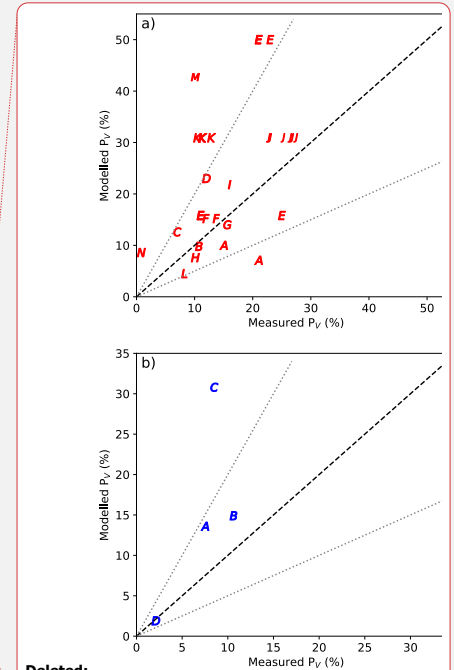 a)
50
40
30
20
10
0
Modelled P_V (%)
E E
M
K K K J J J J
D I
C E F F G E
N B A
H A
L
0 10 20 30 40 50
Measured P_V (%)
b)
35
30
25
20
15
10
5
0
Modelled P_V (%)
C
A B
D
0 5 10 15 20 25 30
Measured P_V (%)
Deleted: